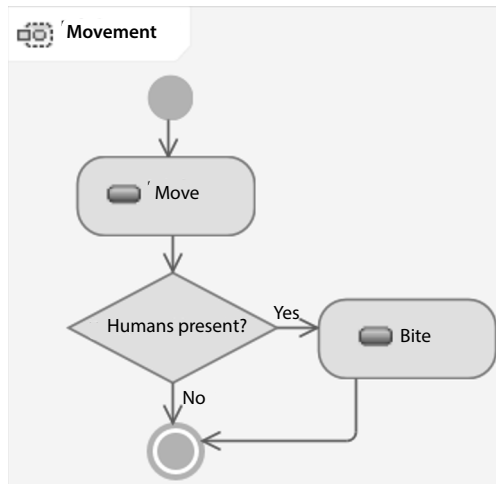 Movement
Move
Humans present?
Yes
Bite
No